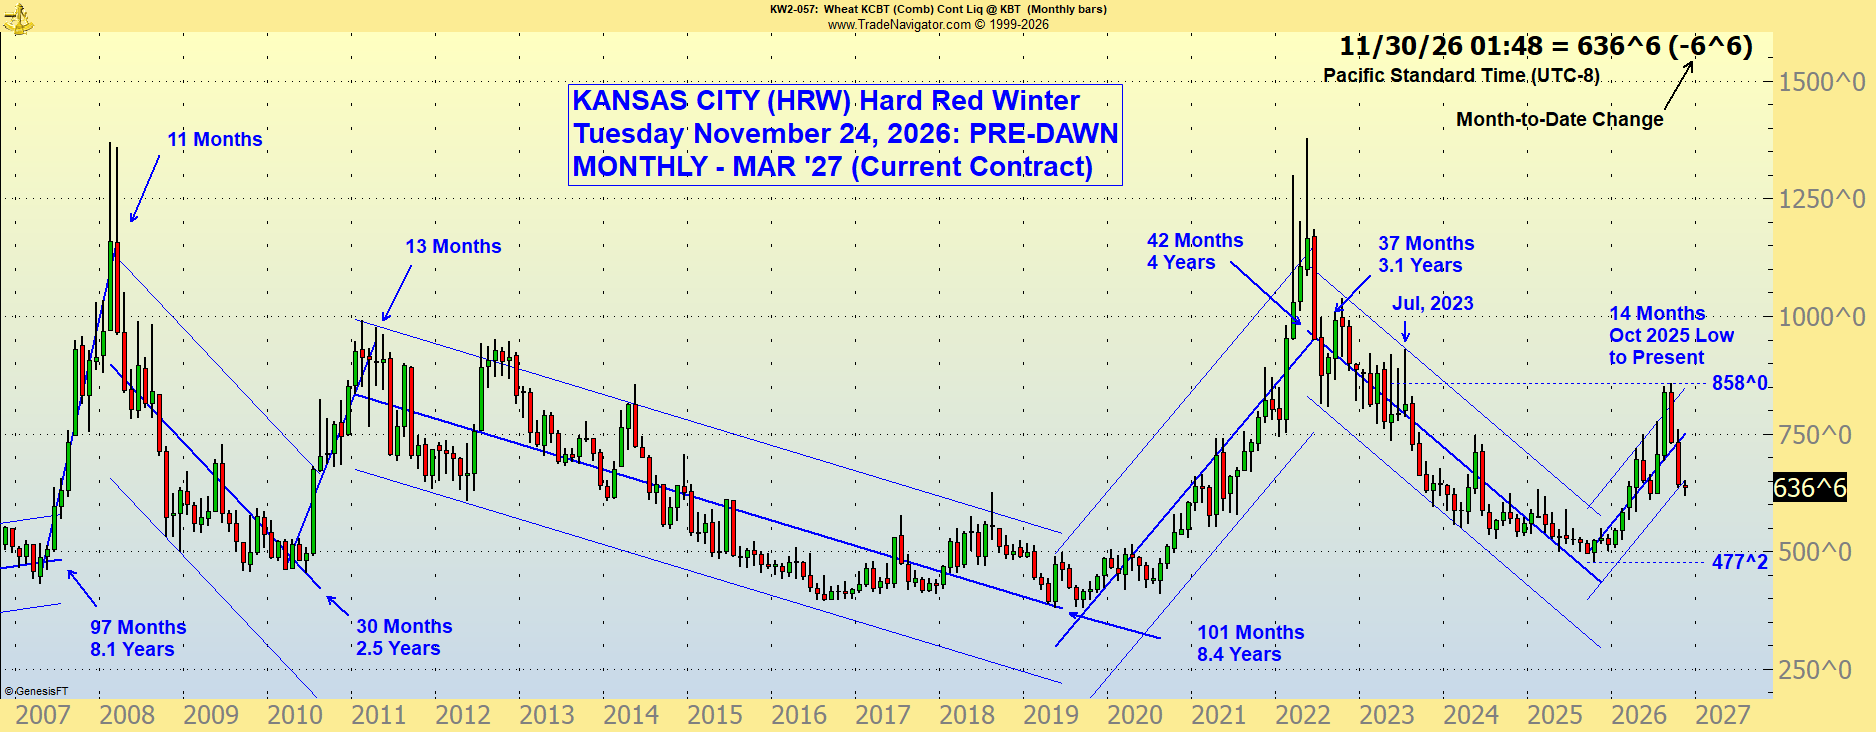 KW2-057: Wheat KCBT (Comb) Cont Liq @ KBT (Monthly bars)
www.TradeNavigator.com © 1999-2026
11/30/26 01:48 = 636^6 (-6^6)
Pacific Standard Time (UTC-8)
Month-to-Date Change
KANSAS CITY (HRW) Hard Red Winter
Tuesday November 24, 2026: PRE-DAWN
MONTHLY - MAR '27 (Current Contract)
11 Months
13 Months
42 Months
4 Years
37 Months
3.1 Years
Jul, 2023
14 Months
Oct 2025 Low
to Present
858^0
477^2
97 Months
8.1 Years
30 Months
2.5 Years
101 Months
8.4 Years
1500^0
1250^0
1000^0
750^0
636^6
500^0
250^0
© GenesisFT
2007 2008 2009 2010 2011 2012 2013 2014 2015 2016 2017 2018 2019 2020 2021 2022 2023 2024 2025 2026 2027